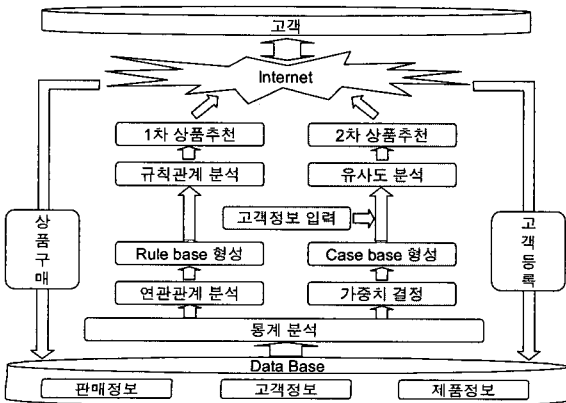 고객
Internet
1차 상품추천
2차 상품추천
규칙관계 분석
유사도 분석
고객정보 입력
상품구매
고객등록
Rule base 형성
Case base 형성
연관관계 분석
가중치 결정
통계 분석
Data Base
판매정보
고객정보
제품정보